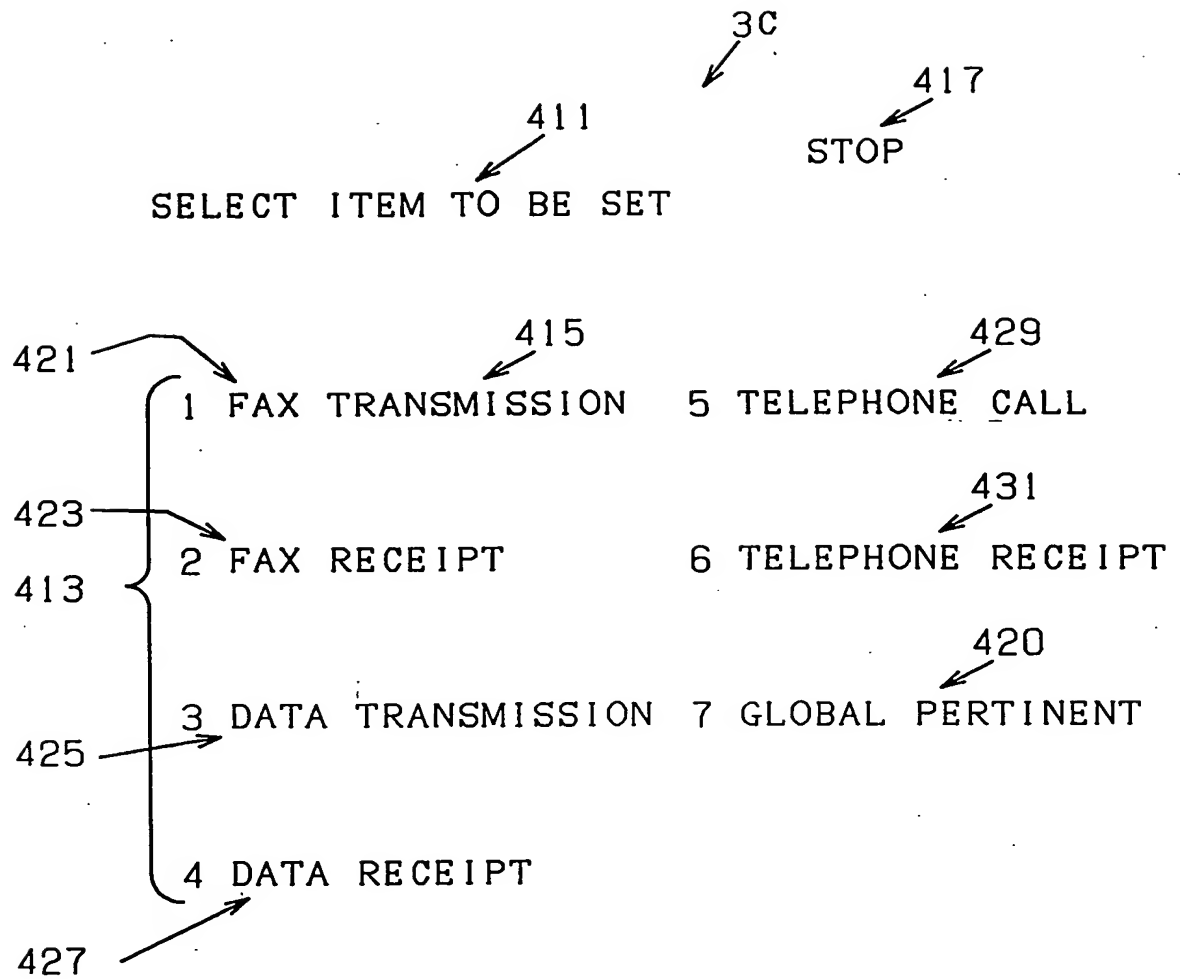 3C
417
411
STOP
SELECT ITEM TO BE SET
421
415
429
1 FAX TRANSMISSION 5 TELEPHONE CALL
423
431
2 FAX RECEIPT 6 TELEPHONE RECEIPT
413
420
3 DATA TRANSMISSION 7 GLOBAL PERTINENT
425
4 DATA RECEIPT
427